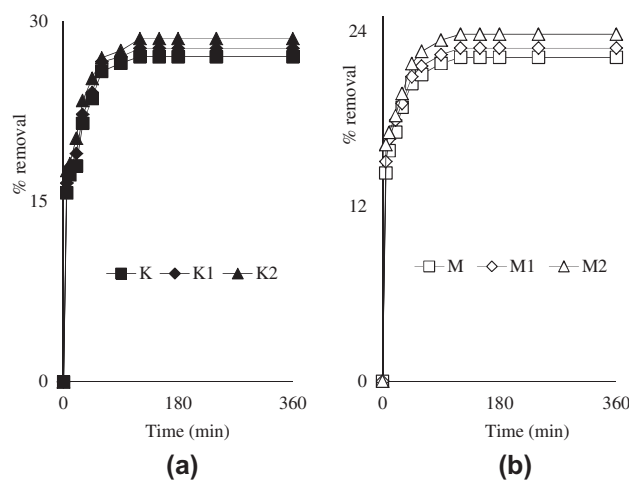 30
15
0
% removal
K K1 K2
0 180 360
Time (min)
(a)
24
12
0
% removal
M M1 M2
0 180 360
Time (min)
(b)